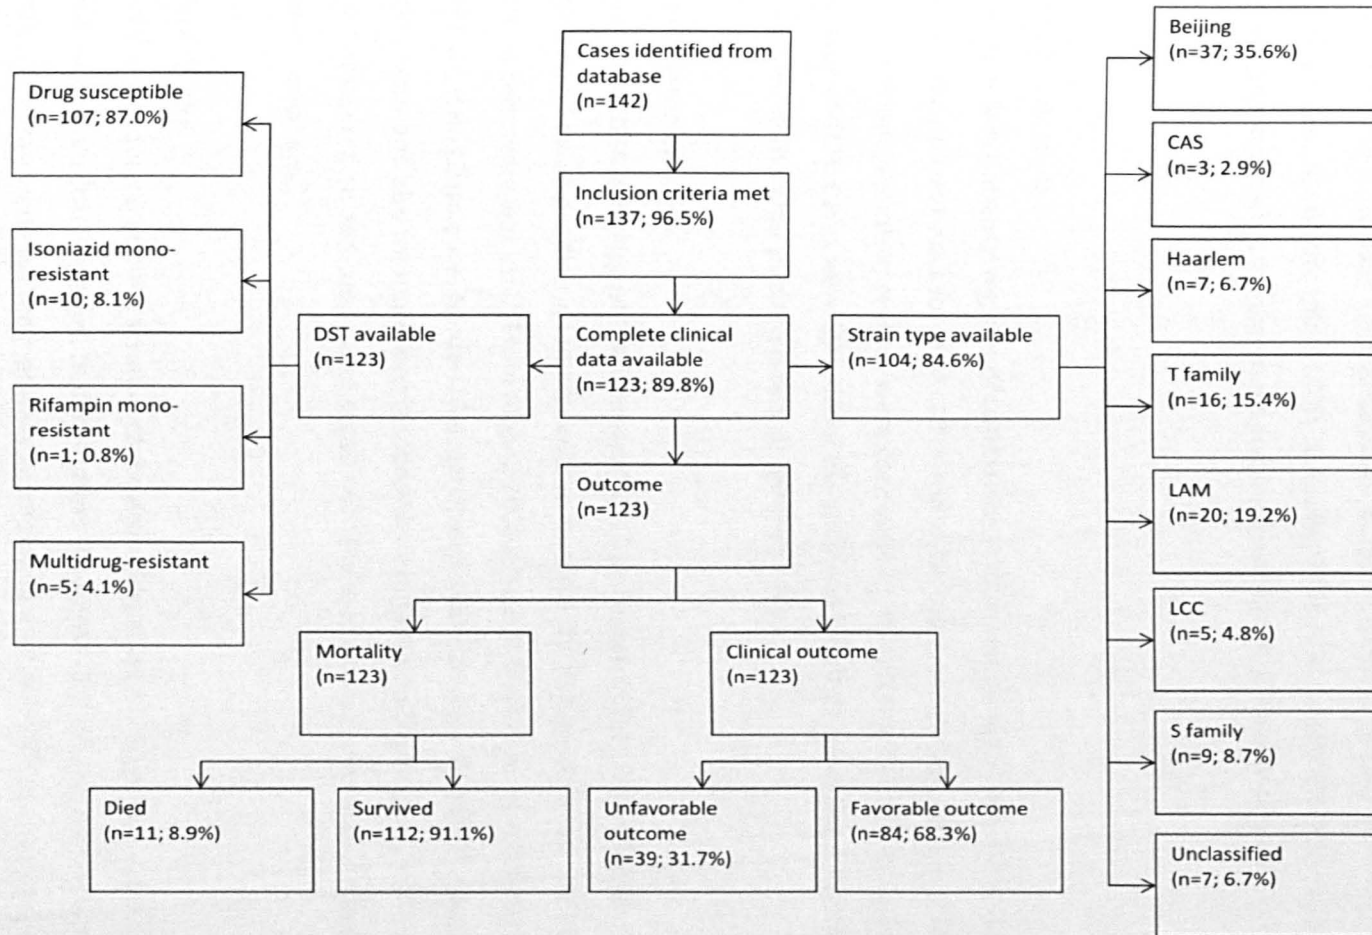 Cases identified from
database
(n=142)
Inclusion criteria met
(n=137; 96.5%)
Complete clinical
data available
(n=123; 89.8%)
DST available
(n=123)
Drug susceptible
(n=107; 87.0%)
Isoniazid mono-
resistant
(n=10; 8.1%)
Rifampin mono-
resistant
(n=1; 0.8%)
Multidrug-resistant
(n=5; 4.1%)
Strain type available
(n=104; 84.6%)
Beijing
(n=37; 35.6%)
CAS
(n=3; 2.9%)
Haarlem
(n=7; 6.7%)
T family
(n=16; 15.4%)
LAM
(n=20; 19.2%)
LCC
(n=5; 4.8%)
S family
(n=9; 8.7%)
Unclassified
(n=7; 6.7%)
Outcome
(n=123)
Mortality
(n=123)
Clinical outcome
(n=123)
Died
(n=11; 8.9%)
Survived
(n=112; 91.1%)
Unfavorable
outcome
(n=39; 31.7%)
Favorable outcome
(n=84; 68.3%)